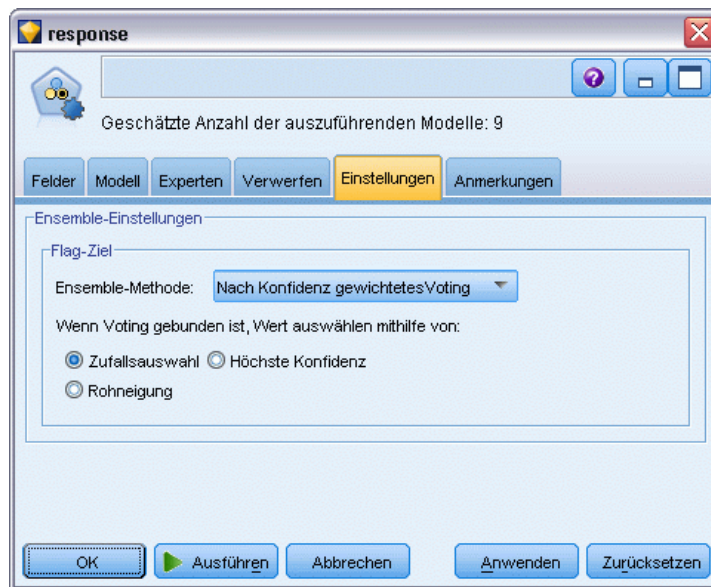 response
Geschätzte Anzahl der auszuführenden Modelle: 9
Felder Modell Experten Verwerfen Einstellungen Anmerkungen
Ensemble-Einstellungen
Flag-Ziel
Ensemble-Methode: Nach Konfidenz gewichtetesVoting
Wenn Voting gebunden ist, Wert auswählen mithilfe von:
Zufallsauswahl Höchste Konfidenz
Rohneigung
OK Ausführen Abbrechen Anwenden Zurücksetzen